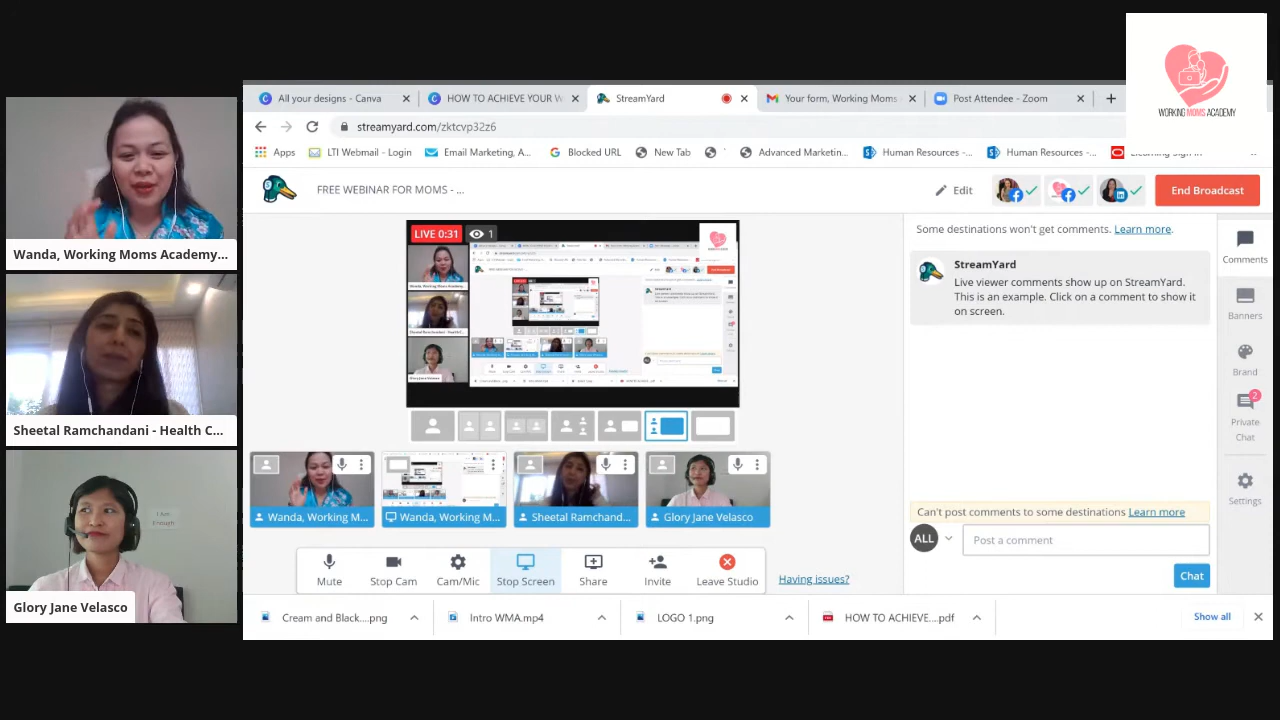 WORKING MOMS ACADEMY
All your designs - Canva
HOW TO ACHIEVE YOUR W
StreamYard
Your form, Working Moms
Post Attendee - Zoom
streamyard.com/zktcvp32z6
Apps
LTI Webmail - Login
Email Marketing, A...
Blocked URL
New Tab
Advanced Market...
Human Resources -...
Human Resources -...
FREE WEBINAR FOR MOMS - ...
Edit
End Broadcast
Wanda, Working Moms Academy...
Sheetal Ramchandani - Health C...
I Am
Enough
Glory Jane Velasco
LIVE 0:31
1
Some destinations won't get comments. Learn more.
StreamYard
Live viewer comments show up on StreamYard.
This is an example. Click on a comment to show it
on screen.
Comments
Banners
Brand
2
Private
Chat
Settings
Wanda, Working M...
Wanda, Working M...
Sheetal Ramchand...
Glory Jane Velasco
Can't post comments to some destinations Learn more
ALL
Post a comment
Chat
Mute
Stop Cam
Cam/Mic
Stop Screen
Share
Invite
Leave Studio
Having issues?
Cream and Black....png
Intro WMA.mp4
LOGO 1.png
HOW TO ACHIEVE....pdf
Show all